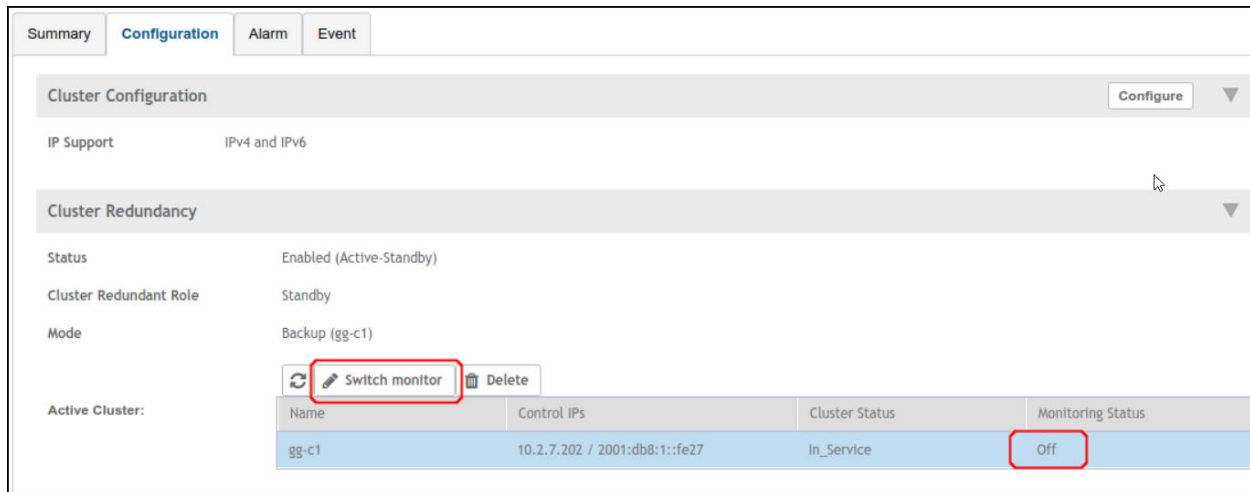 Summary Configuration Alarm Event
Cluster Configuration Configure
IP Support IPv4 and IPv6
Cluster Redundancy
Status Enabled (Active-Standby)
Cluster Redundant Role Standby
Mode Backup (gg-c1)
Switch monitor Delete
Active Cluster:
Name Control IPs Cluster Status Monitoring Status
gg-c1 10.2.7.202 / 2001:db8:1::fe27 In_Service Off